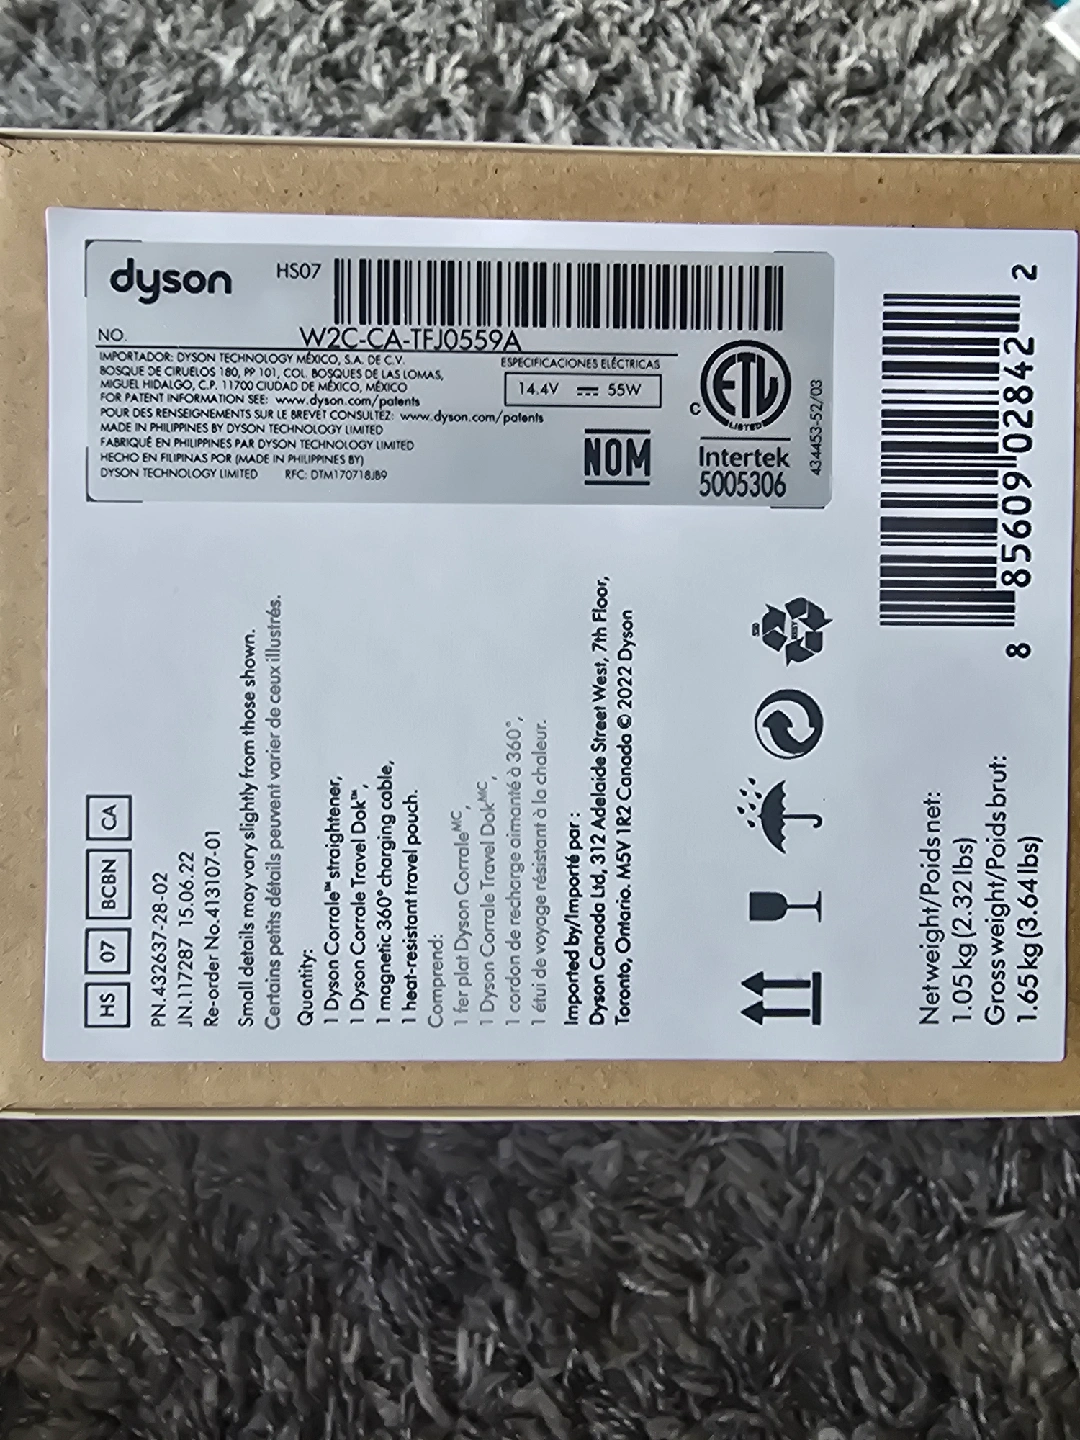 HS 07 BCBN CA
PN.432637-28-02
JN.117287 15.06.22
Re-order No.413107-01
Small details may vary slightly from those shown.
Certains petits détails peuvent varier de ceux illustrés.
Quantity:
1 Dyson Corrale™ straightener,
1 Dyson Corrale Travel Dok™,
1 magnetic 360° charging cable,
1 heat-resistant travel pouch.
Comprend:
1 fer plat Dyson Corraleᴹᶜ,
1 Dyson Corrale Travel Dokᴹᶜ,
1 cordon de recharge aimanté à 360°,
1 étui de voyage résistant à la chaleur.
Imported by/Importé par :
Dyson Canada Ltd, 312 Adelaide Street West, 7th Floor,
Toronto, Ontario. M5V 1R2 Canada © 2022 Dyson
Net weight/Poids net:
1.05 kg (2.32 lbs)
Gross weight/Poids brut:
1.65 kg (3.64 lbs)
dyson HS07
NO. W2C-CA-TFJ0559A
IMPORTADOR: DYSON TECHNOLOGY MÉXICO, S.A. DE C.V.
BOSQUE DE CIRUELOS 180, PP 101, COL. BOSQUES DE LAS LOMAS,
MIGUEL HIDALGO, C.P. 11700 CIUDAD DE MÉXICO, MÉXICO
FOR PATENT INFORMATION SEE: www.dyson.com/patents
POUR DES RENSEIGNEMENTS SUR LE BREVET CONSULTEZ: www.dyson.com/patents
MADE IN PHILIPPINES BY DYSON TECHNOLOGY LIMITED
FABRIQUÉ EN PHILIPPINES PAR DYSON TECHNOLOGY LIMITED
HECHO EN FILIPINAS POR (MADE IN PHILIPPINES BY)
DYSON TECHNOLOGY LIMITED RFC: DTM170718JB9
ESPECIFICACIONES ELÉCTRICAS
14.4V ⎓ 55W
NOM
C ETL
LISTED
Intertek
5005306
434453-52/03
8 85609 02842 2